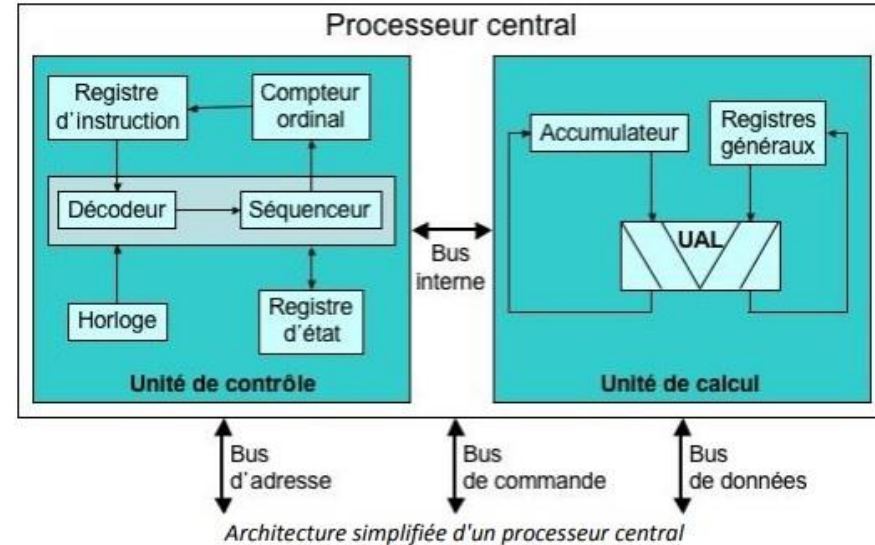 Processeur central
Registre
d'instruction
Compteur
ordinal
Décodeur
Séquenceur
Horloge
Registre
d'état
Unité de contrôle
Bus
interne
Accumulateur
Registres
généraux
UAL
Unité de calcul
Bus
d'adresse
Bus
de commande
Bus
de données
Architecture simplifiée d'un processeur central